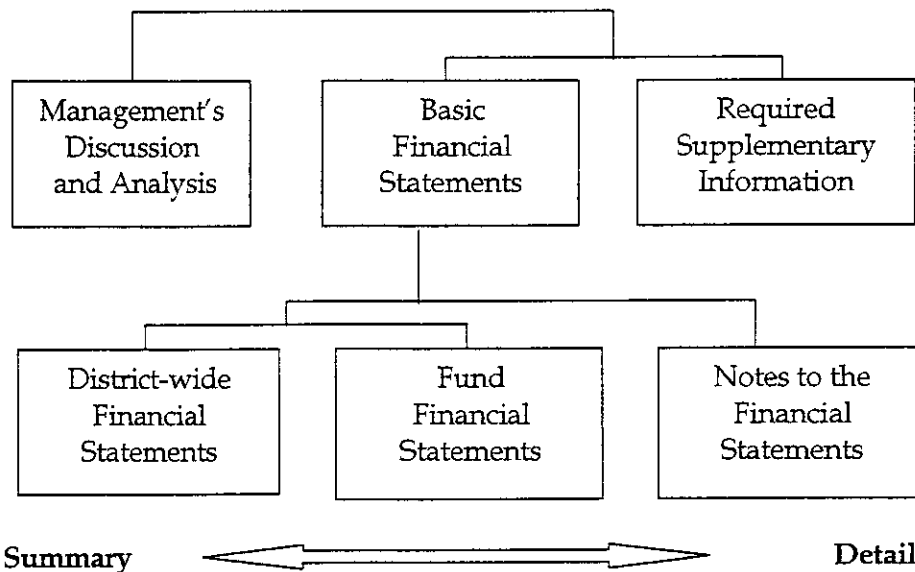 Management's
Discussion
and Analysis
Basic
Financial
Statements
Required
Supplementary
Information
District-wide
Financial
Statements
Fund
Financial
Statements
Notes to the
Financial
Statements
Summary
Detail